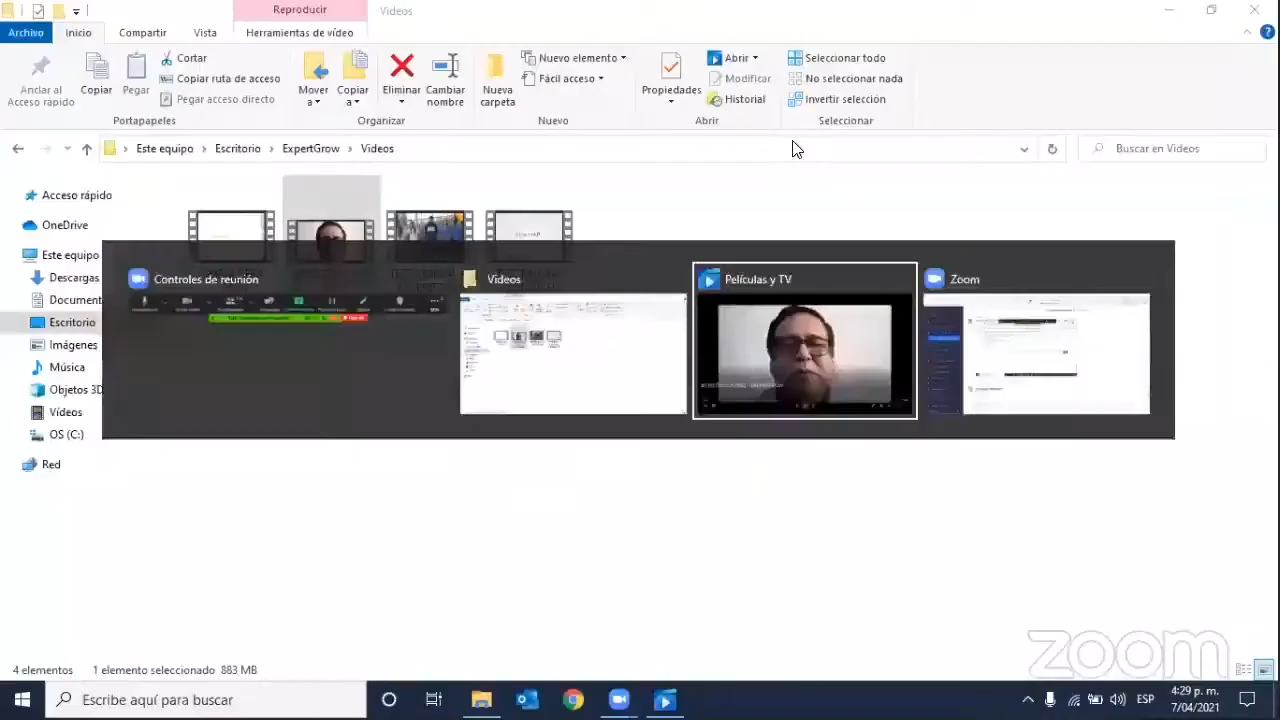 Reproducir
Videos
Archivo
Inicio
Compartir
Vista
Herramientas de vídeo
Anclar al
Acceso rápido
Copiar
Pegar
Cortar
Copiar ruta de acceso
Pegar acceso directo
Portapapeles
Mover
a
Copiar
a
Eliminar
Cambiar
nombre
Organizar
Nueva
carpeta
Nuevo elemento
Fácil acceso
Nuevo
Propiedades
Abrir
Modificar
Historial
Abrir
Seleccionar todo
No seleccionar nada
Invertir selección
Seleccionar
Este equipo
Escritorio
ExpertGrow
Videos
Buscar en Videos
Acceso rápido
OneDrive
Este equipo
Descargas
Document
Escritorio
Imágenes
Música
Objetos 3D
Vídeos
OS (C:)
Red
Controles de reunión
Videos
Películas y TV
Zoom
4 elementos
1 elemento seleccionado 883 MB
zoom
Escribe aquí para buscar
ESP
4:29 p. m.
7/04/2021